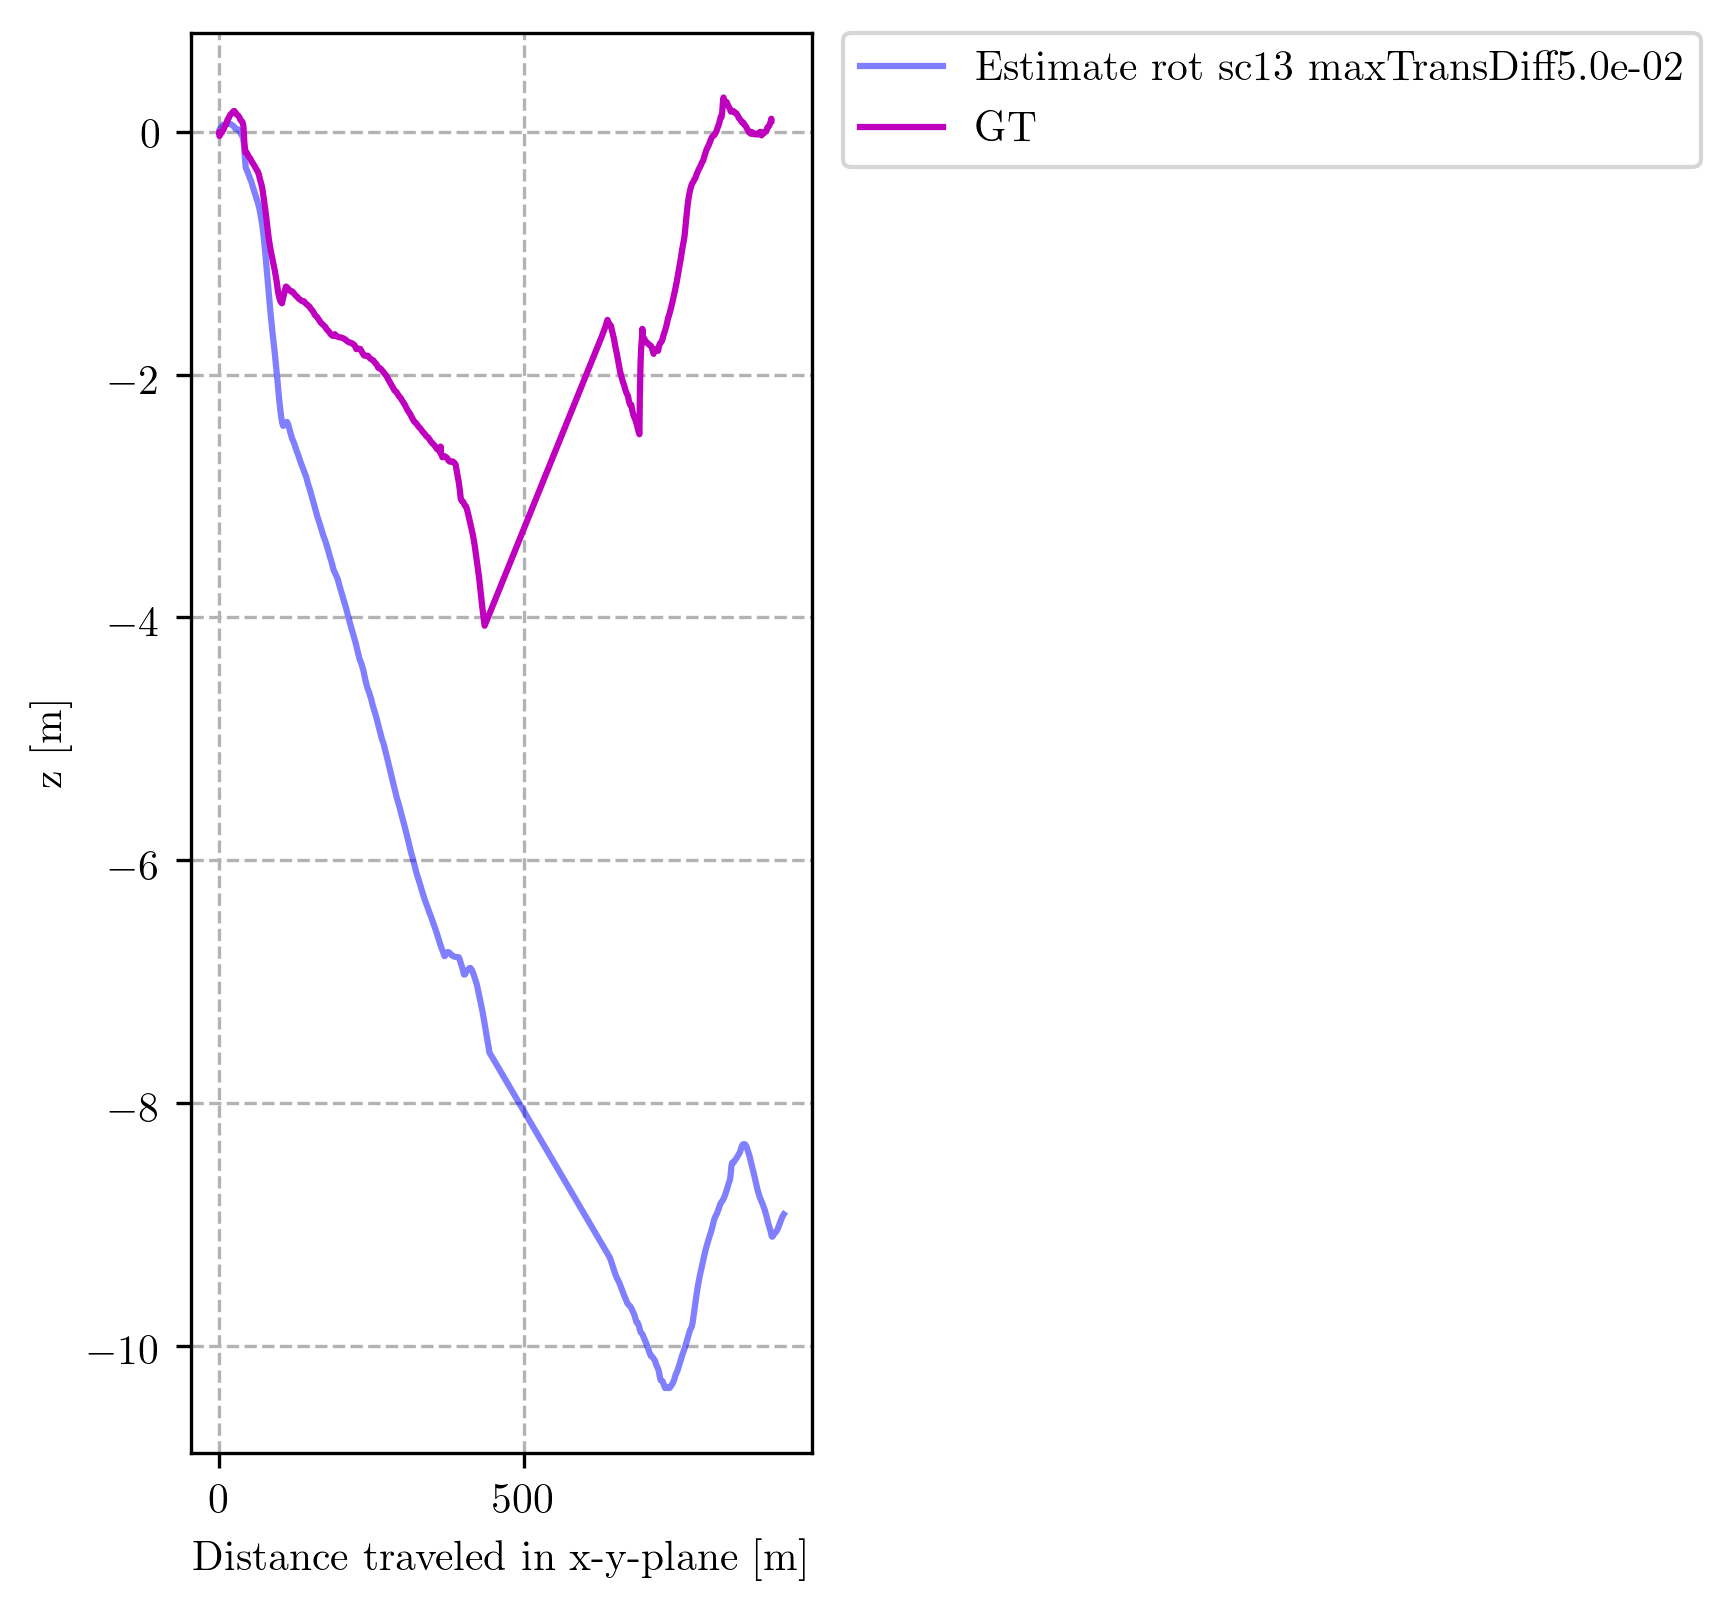 Estimate rot sc13 maxTransDiff5.0e-02
GT
0
−2
−4
−6
−8
−10
z [m]
0 500
Distance traveled in x-y-plane [m]